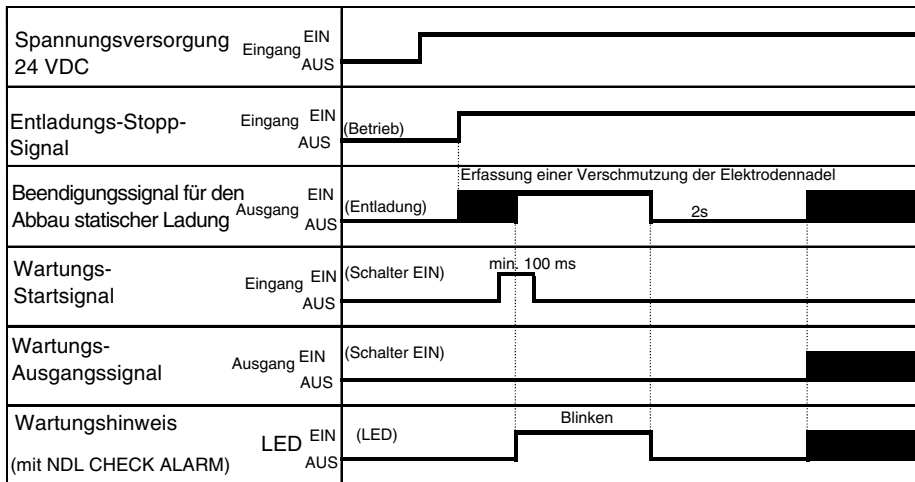 Spannungsversorgung
24 VDC
Eingang EIN
AUS
Entladungs-Stopp-
Signal
Eingang EIN
AUS
(Betrieb)
Beendigungssignal für den
Abbau statischer Ladung
Ausgang EIN
AUS
(Entladung)
Erfassung einer Verschmutzung der Elektrodennadel
2s
Wartungs-
Startsignal
Eingang EIN
AUS
(Schalter EIN)
min. 100 ms
Wartungs-
Ausgangssignal
Ausgang EIN
AUS
(Schalter EIN)
Wartungshinweis
(mit NDL CHECK ALARM)
LED EIN
AUS
(LED)
Blinken